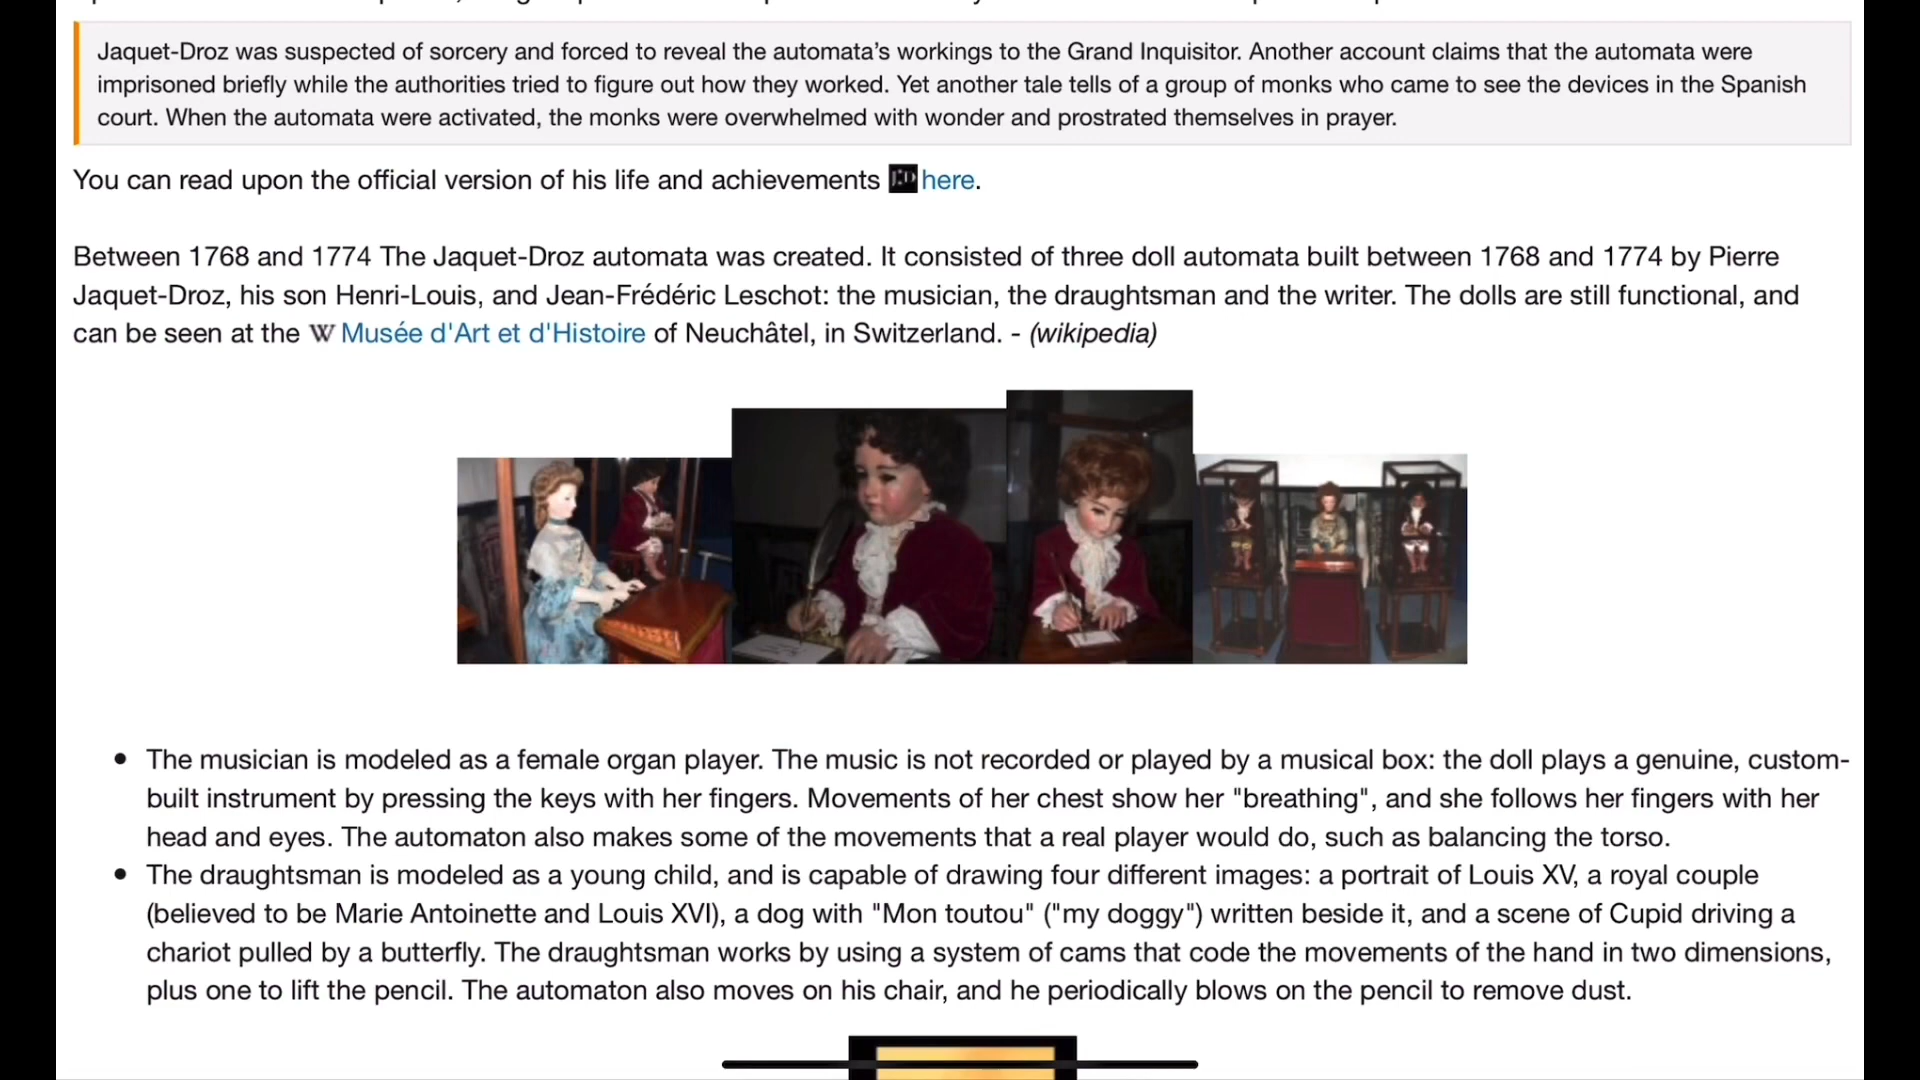 Jaquet-Droz was suspected of sorcery and forced to reveal the automata’s workings to the Grand Inquisitor. Another account claims that the automata were
imprisoned briefly while the authorities tried to figure out how they worked. Yet another tale tells of a group of monks who came to see the devices in the Spanish
court. When the automata were activated, the monks were overwhelmed with wonder and prostrated themselves in prayer.
You can read upon the official version of his life and achievements JD here.
Between 1768 and 1774 The Jaquet-Droz automata was created. It consisted of three doll automata built between 1768 and 1774 by Pierre
Jaquet-Droz, his son Henri-Louis, and Jean-Frédéric Leschot: the musician, the draughtsman and the writer. The dolls are still functional, and
can be seen at the W Musée d'Art et d'Histoire of Neuchâtel, in Switzerland. - (wikipedia)
• The musician is modeled as a female organ player. The music is not recorded or played by a musical box: the doll plays a genuine, custom-
built instrument by pressing the keys with her fingers. Movements of her chest show her "breathing", and she follows her fingers with her
head and eyes. The automaton also makes some of the movements that a real player would do, such as balancing the torso.
• The draughtsman is modeled as a young child, and is capable of drawing four different images: a portrait of Louis XV, a royal couple
(believed to be Marie Antoinette and Louis XVI), a dog with "Mon toutou" ("my doggy") written beside it, and a scene of Cupid driving a
chariot pulled by a butterfly. The draughtsman works by using a system of cams that code the movements of the hand in two dimensions,
plus one to lift the pencil. The automaton also moves on his chair, and he periodically blows on the pencil to remove dust.